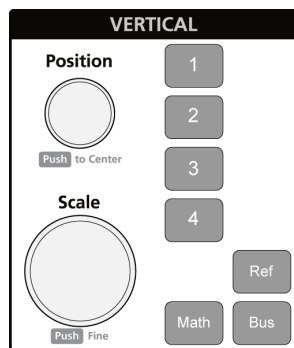 VERTICAL
Position
1
2
Push to Center
3
Scale
4
Ref
Math
Bus
Push Fine